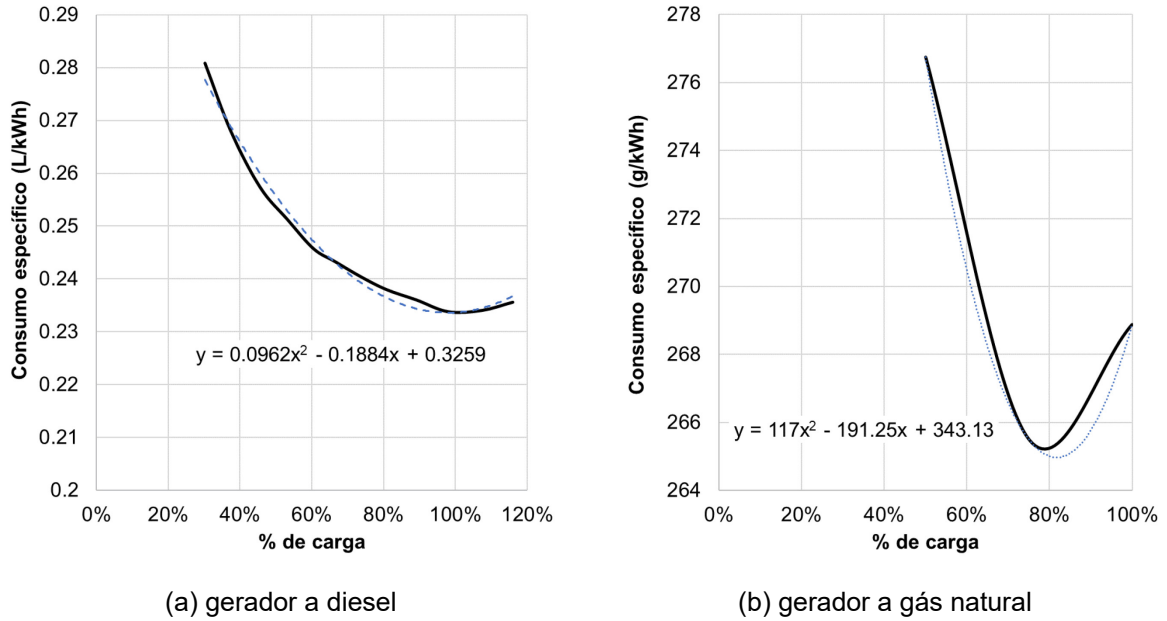 0.29
0.28
0.27
0.26
0.25
0.24
0.23
0.22
0.21
0.2
Consumo específico (L/kWh)
y = 0.0962x² - 0.1884x + 0.3259
0% 20% 40% 60% 80% 100% 120%
% de carga
(a) gerador a diesel
278
276
274
272
270
268
266
264
Consumo específico (g/kWh)
y = 117x² - 191.25x + 343.13
0% 20% 40% 60% 80% 100%
% de carga
(b) gerador a gás natural